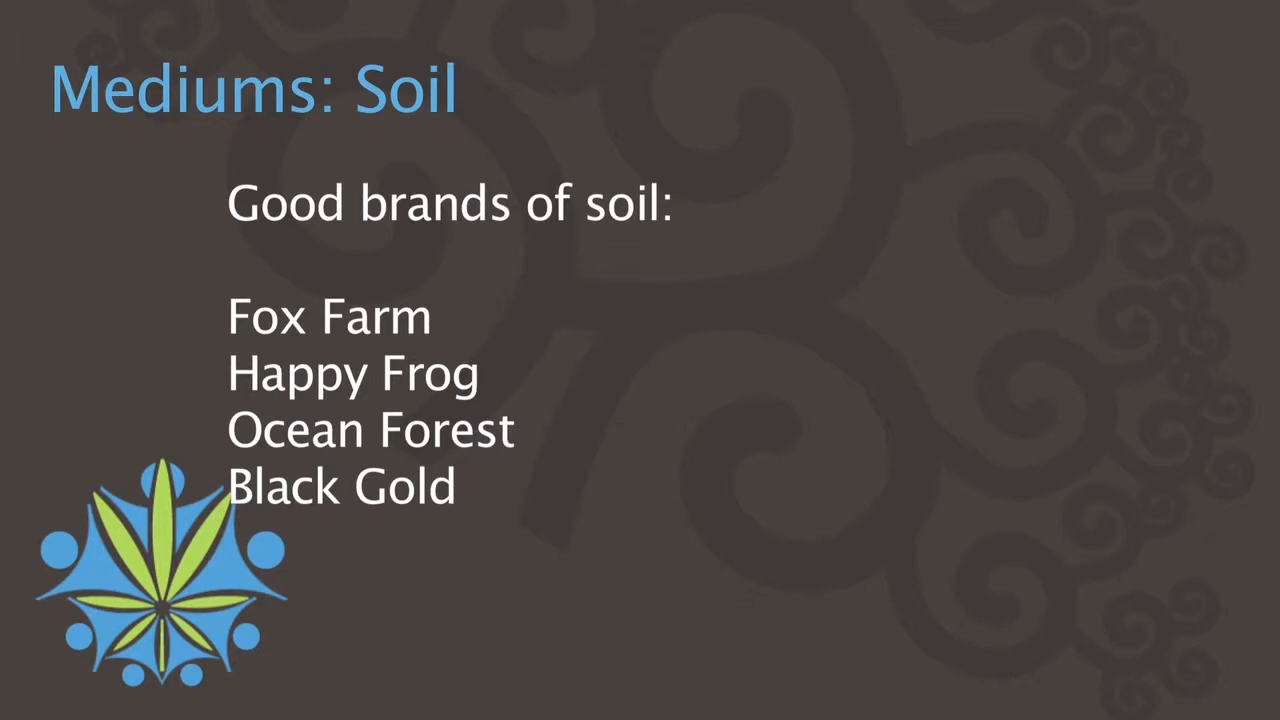 Mediums: Soil
Good brands of soil:
Fox Farm
Happy Frog
Ocean Forest
Black Gold